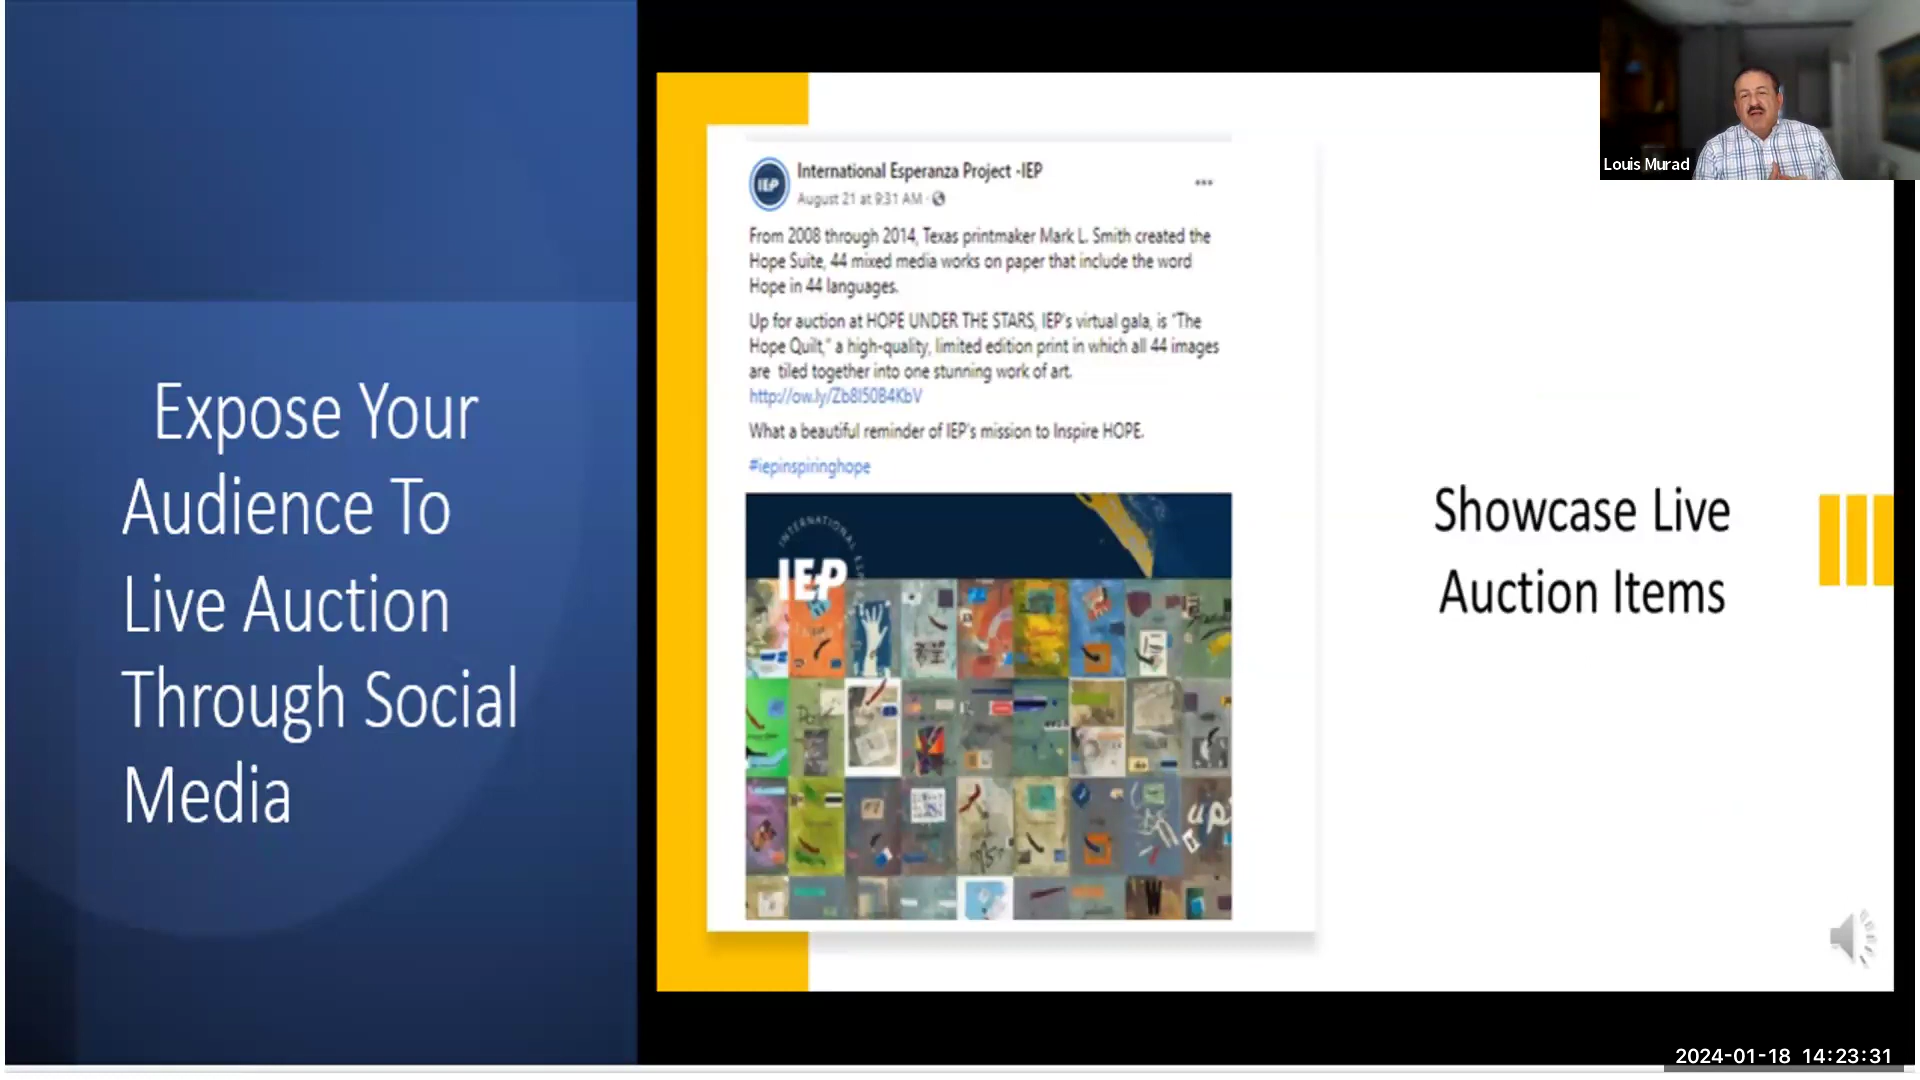 Expose Your
Audience To
Live Auction
Through Social
Media
International Esperanza Project -IEP
August 21 at 9:31 AM ·
From 2008 through 2014, Texas printmaker Mark L. Smith created the
Hope Suite, 44 mixed media works on paper that include the word
Hope in 44 languages.
Up for auction at HOPE UNDER THE STARS, IEP's virtual gala, is "The
Hope Quilt," a high-quality, limited edition print in which all 44 images
are tiled together into one stunning work of art.
http://ow.ly/Zb8I50B4KbV
What a beautiful reminder of IEP's mission to Inspire HOPE.
#iepinspiringhope
INTERNATIONAL
IEP
Showcase Live
Auction Items
Louis Murad
2024-01-18 14:23:31